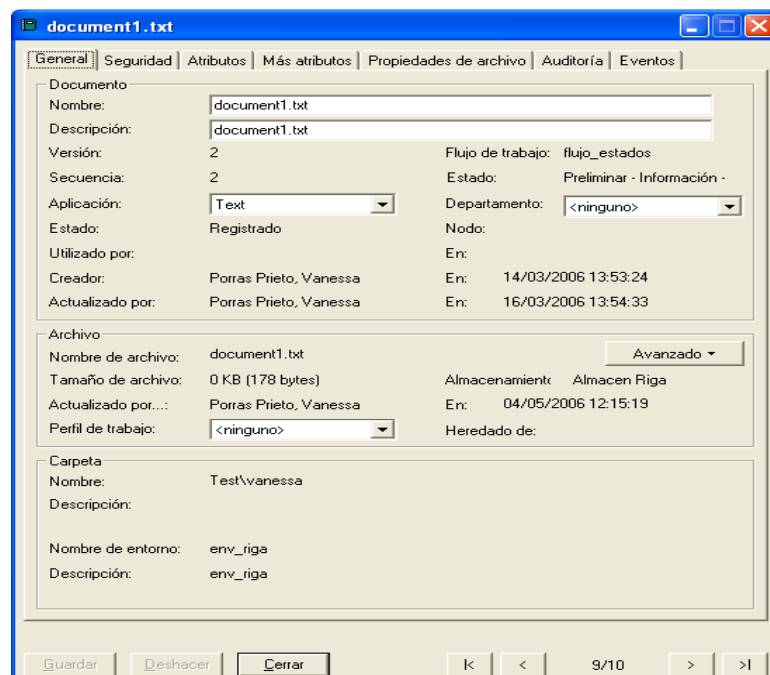 document1.txt
General Seguridad Atributos Más atributos Propiedades de archivo Auditoría Eventos
Documento
Nombre: document1.txt
Descripción: document1.txt
Versión: 2 Flujo de trabajo: flujo_estados
Secuencia: 2 Estado: Preliminar - Información -
Aplicación: Text Departamento: <ninguno>
Estado: Registrado Nodo:
Utilizado por: En:
Creador: Porras Prieto, Vanessa En: 14/03/2006 13:53:24
Actualizado por: Porras Prieto, Vanessa En: 16/03/2006 13:54:33
Archivo
Nombre de archivo: document1.txt Avanzado
Tamaño de archivo: 0 KB (178 bytes) Almacenamiento Almacen Riga
Actualizado por...: Porras Prieto, Vanessa En: 04/05/2006 12:15:19
Perfil de trabajo: <ninguno> Heredado de:
Carpeta
Nombre: Test\vanessa
Descripción:
Nombre de entorno: env_riga
Descripción: env_riga
Guardar Deshacer Cerrar |< < 9/10 > >|